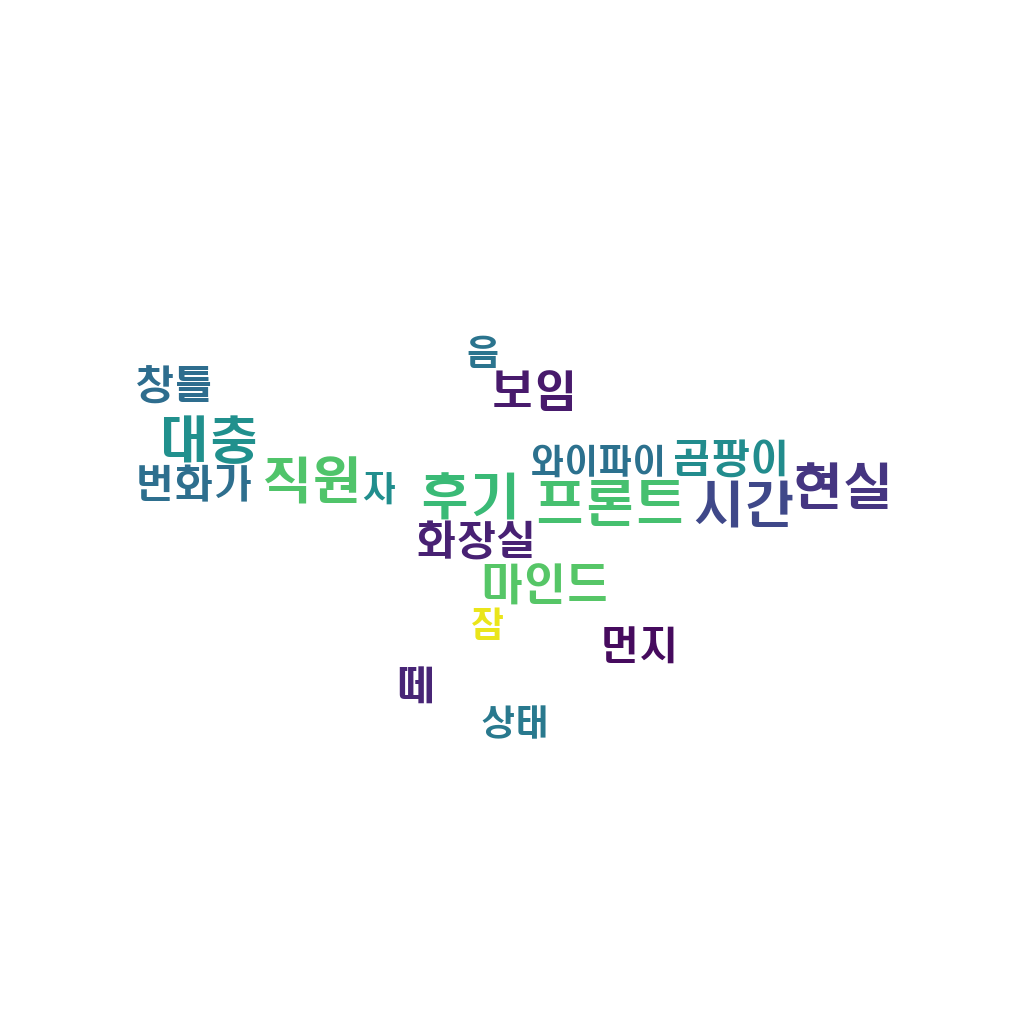 음
창틀
보임
대충
와이파이
곰팡이
번화가
직원
자
후기
프론트
시간
현실
화장실
마인드
잠
먼지
떼
상태